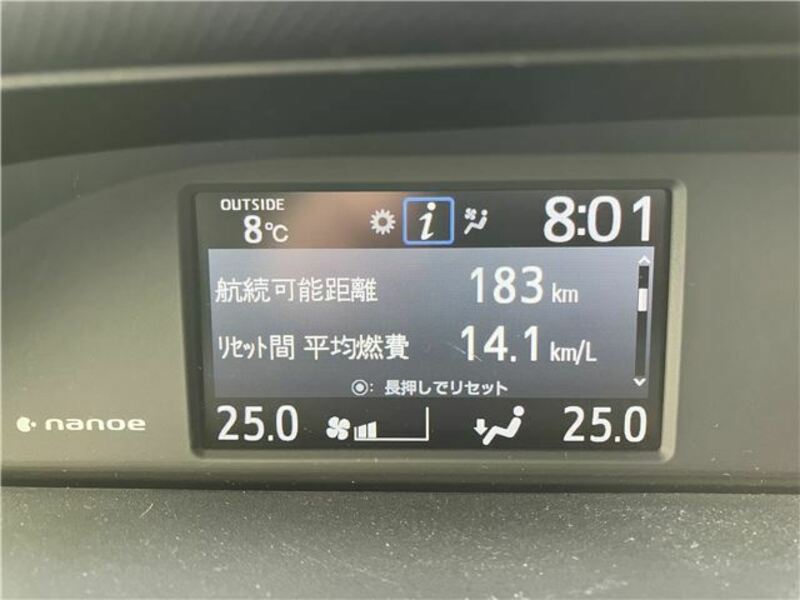 OUTSIDE
8℃
i
8:01
航続可能距離 183 km
リセット間 平均燃費 14.1 km/L
◉: 長押しでリセット
25.0 25.0
nanoe